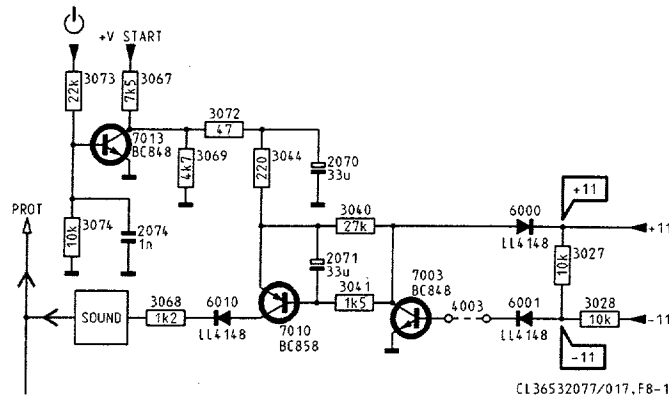 +V START
3073
22k
3067
7k5
3072
47
7013
BC848
3069
4k7
3044
220
2070
33u
+11
PROT
3074
10k
2074
1n
3040
27k
6000
LL4148
+11
2071
33u
3041
1k5
7003
BC848
3027
10k
SOUND
3068
1k2
6010
LL4148
7010
BC858
4003
6001
LL4148
3028
10k
-11
-11
CL36532077/017,F8-1